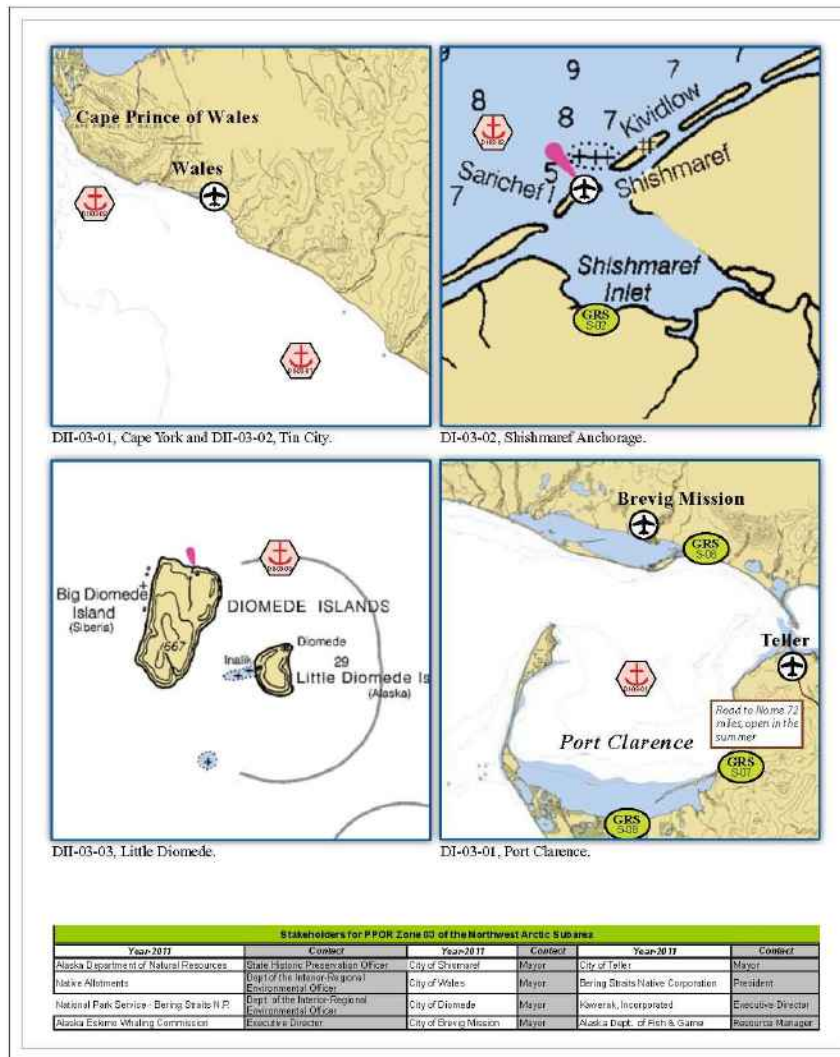 Cape Prince of Wales
CAPE PRINCE OF WALES
Wales
DII-03-01, Cape York and DII-03-02, Tin City.
9
9
7
7
8
8
7
Kividlow
Sarichef I
5
Shishmaref
7
Shishmaref
Inlet
GRS
S-02
DI-03-02, Shishmaref Anchorage.
Big Diomede
Island
(Siberia)
DIOMEDE ISLANDS
667
Diomede
Inalik
29
Little Diomede Is
(Alaska)
DII-03-03, Little Diomede.
Brevig Mission
GRS
Teller
Road to Nome 72
miles, open in the
summer
Port Clarence
GRS
S-07
GRS
DI-03-01, Port Clarence.
Stakeholders for PPOR Zone 03 of the Northwest Arctic Subarea
Year-2011 Contact Year-2011 Contact Year-2011 Contact
Alaska Department of Natural Resources State Historic Preservation Officer City of Shismaref Mayor City of Teller Mayor
Native Allotments Dept of the Interior-Regional Environmental Officer City of Wales Mayor Bering Straits Native Corporation President
National Park Service - Bering Straits N.P. Dept. of the Interior-Regional Environmental Officer City of Diomede Mayor Kawerak, Incorporated Executive Director
Alaska Eskimo Whaling Commission Executive Director City of Brevig Mission Mayor Alaska Dept. of Fish & Game Resource Manager